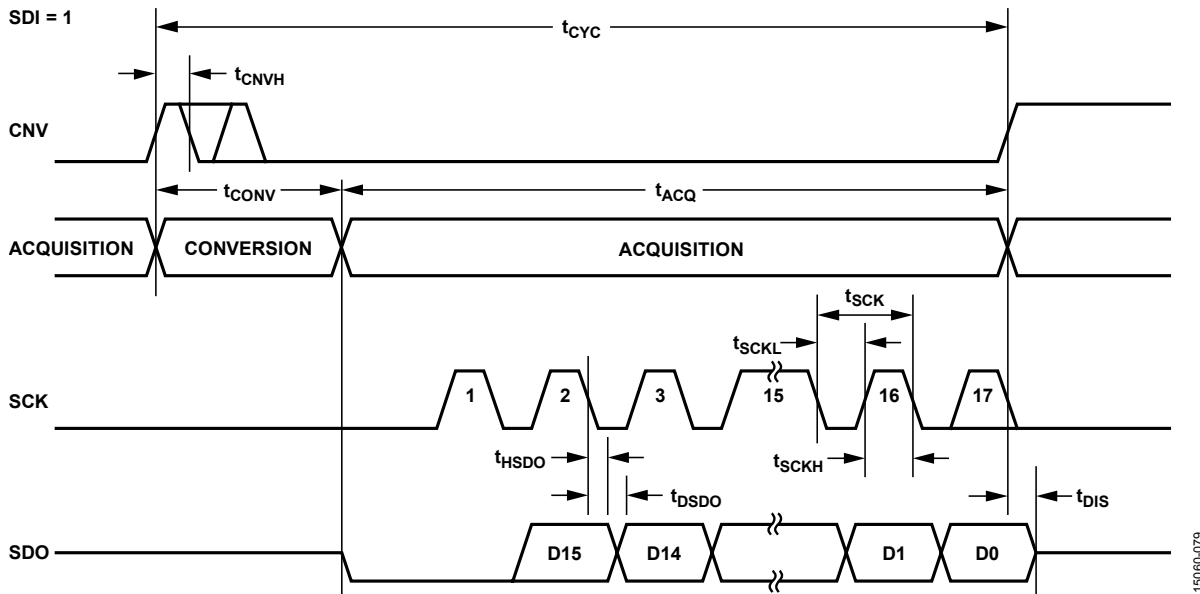 SDI = 1
tCYC
tCNVH
CNV
tCONV
tACQ
ACQUISITION
CONVERSION
ACQUISITION
tSCK
tSCKL
SCK
1
2
3
15
16
17
tHSDO
tSCKH
tDSDO
tDIS
SDO
D15
D14
D1
D0
15060-079